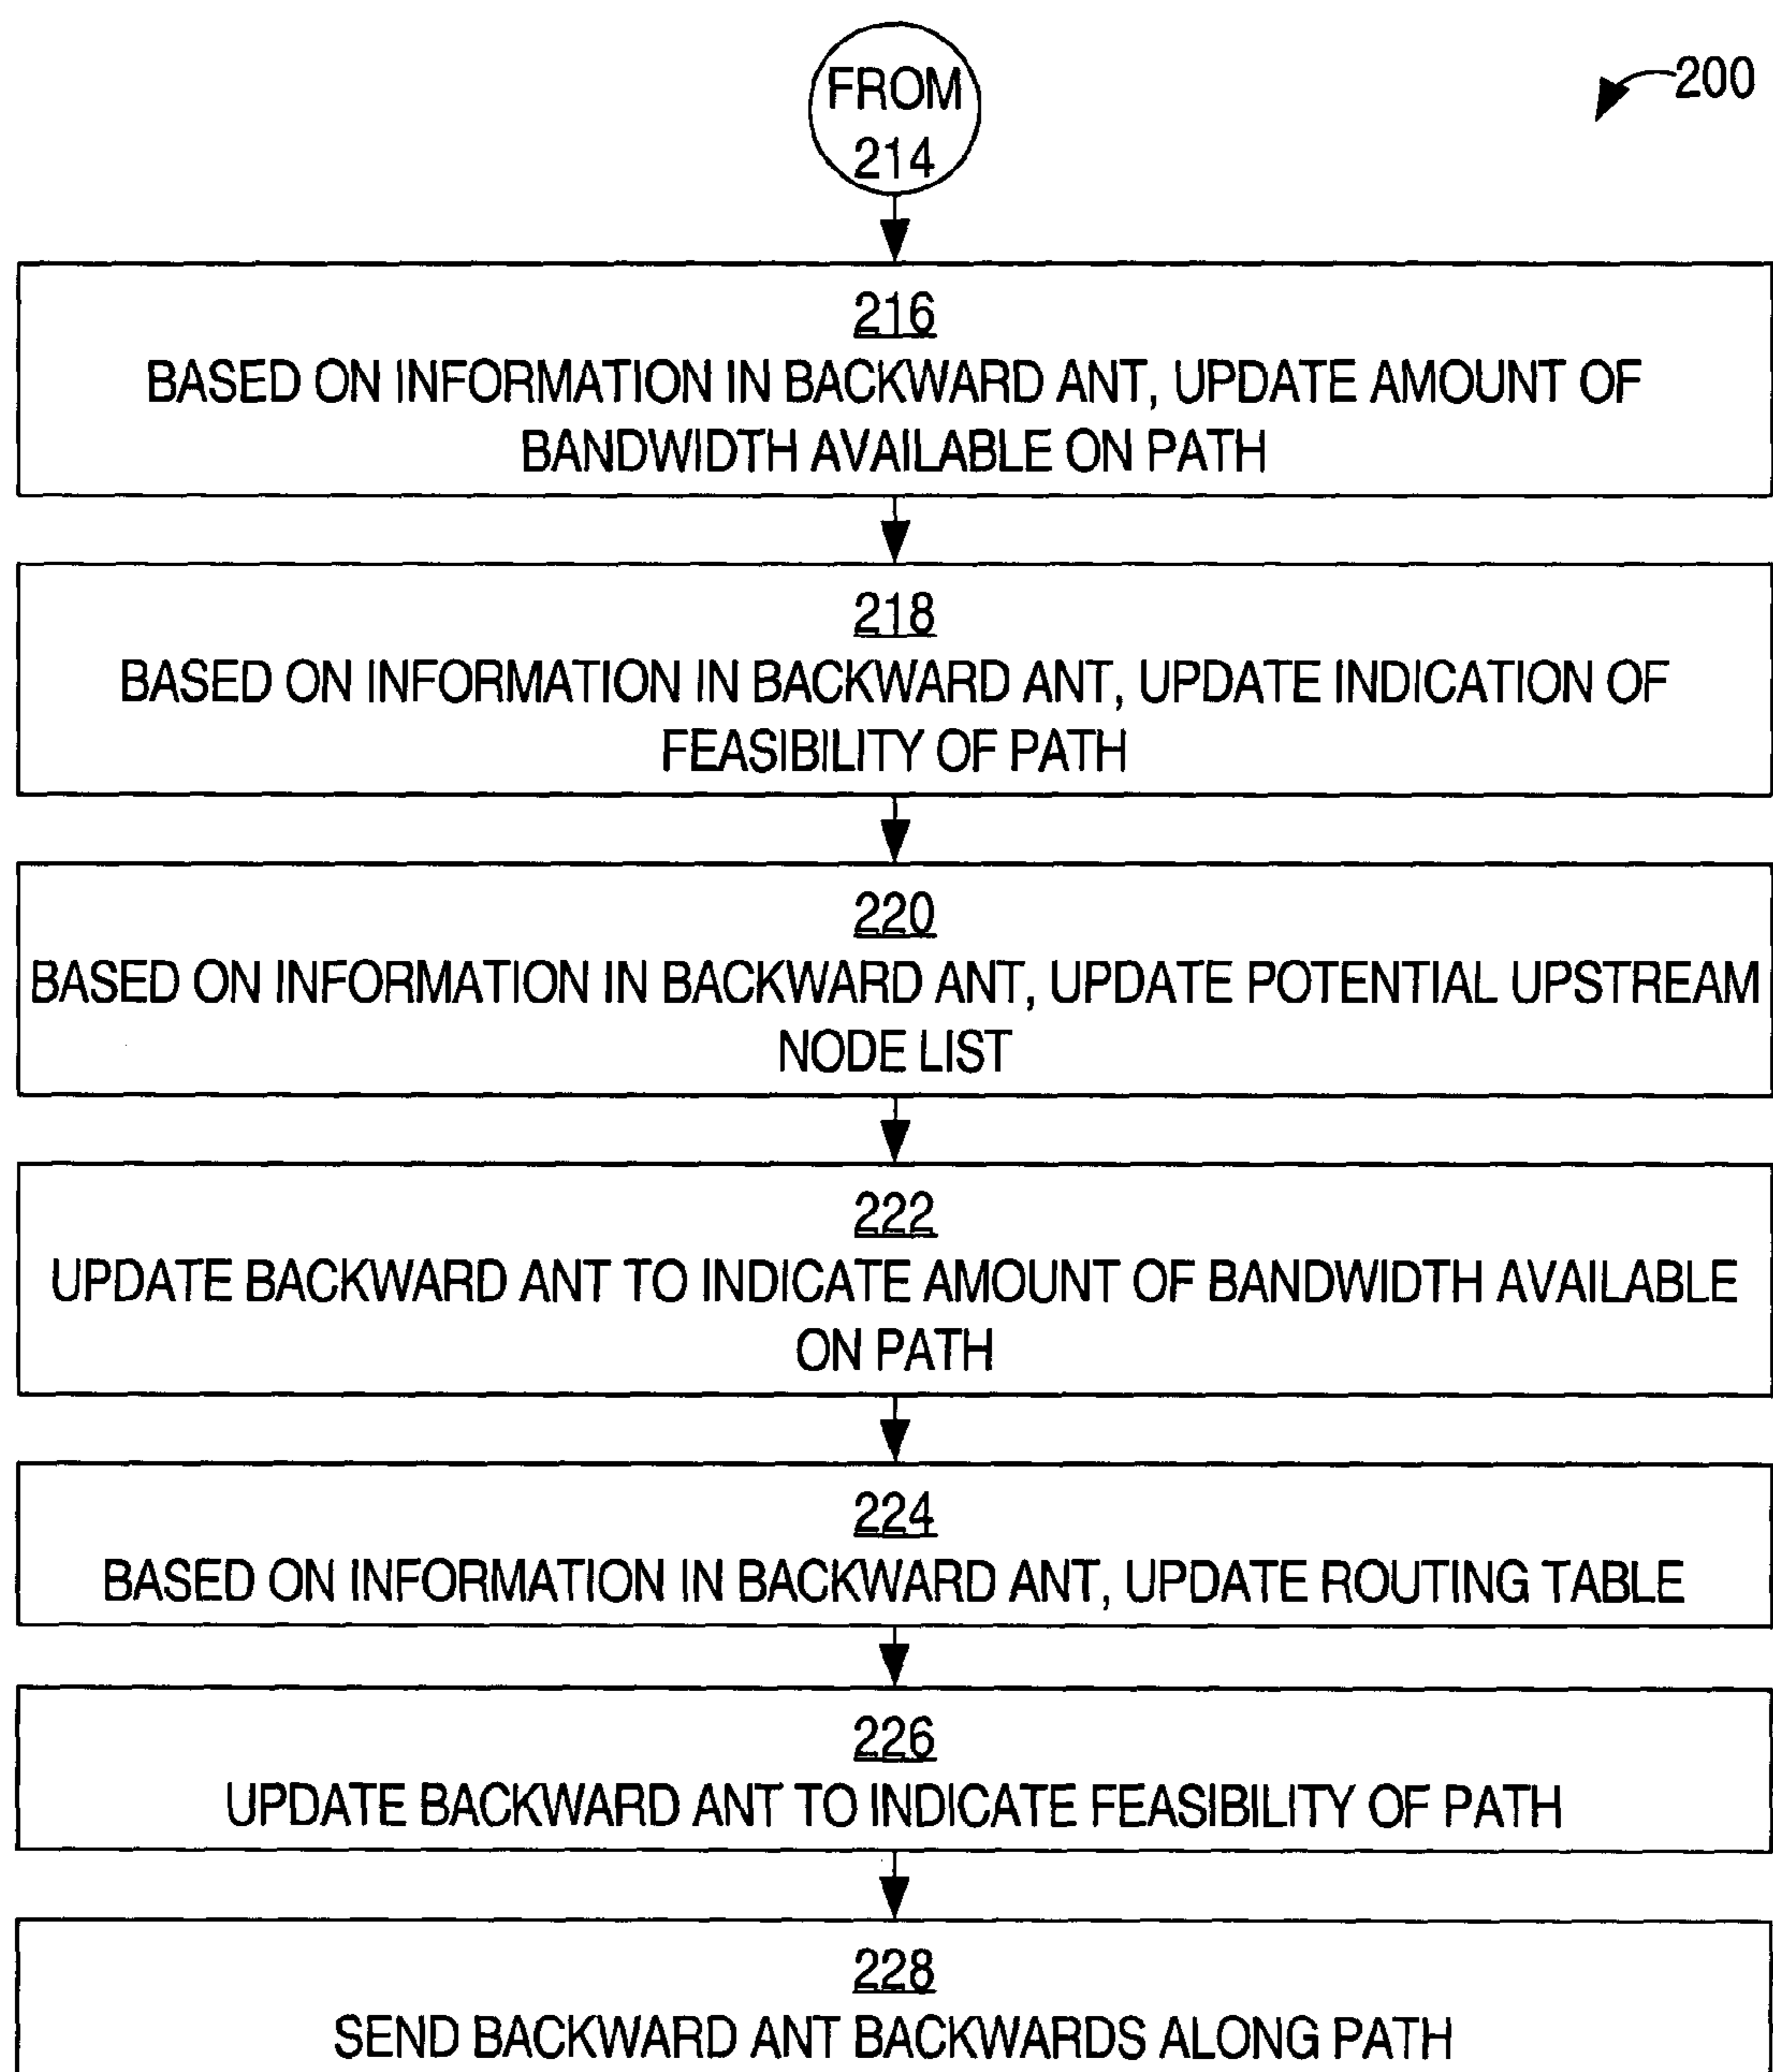 FROM
214
200
216
BASED ON INFORMATION IN BACKWARD ANT, UPDATE AMOUNT OF
BANDWIDTH AVAILABLE ON PATH
218
BASED ON INFORMATION IN BACKWARD ANT, UPDATE INDICATION OF
FEASIBILITY OF PATH
220
BASED ON INFORMATION IN BACKWARD ANT, UPDATE POTENTIAL UPSTREAM
NODE LIST
222
UPDATE BACKWARD ANT TO INDICATE AMOUNT OF BANDWIDTH AVAILABLE
ON PATH
224
BASED ON INFORMATION IN BACKWARD ANT, UPDATE ROUTING TABLE
226
UPDATE BACKWARD ANT TO INDICATE FEASIBILITY OF PATH
228
SEND BACKWARD ANT BACKWARDS ALONG PATH